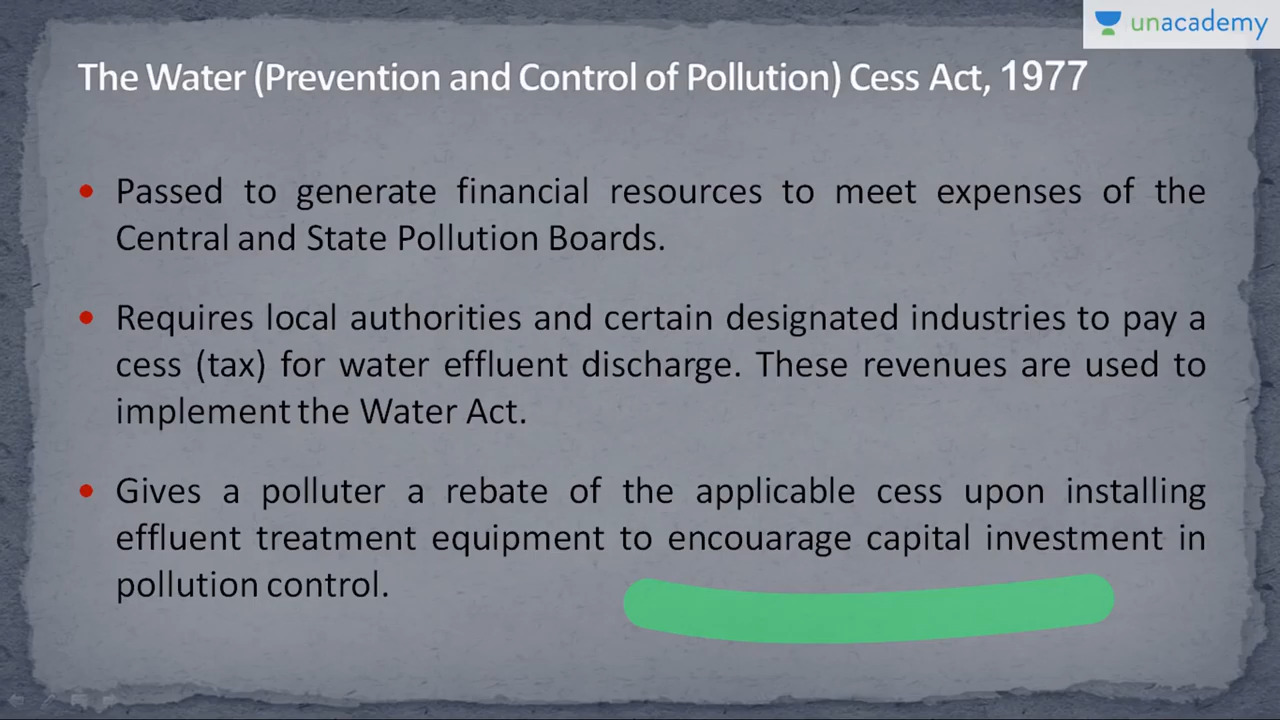 unacademy
The Water (Prevention and Control of Pollution) Cess Act, 1977
Passed to generate financial resources to meet expenses of the
Central and State Pollution Boards.
Requires local authorities and certain designated industries to pay a
cess (tax) for water effluent discharge. These revenues are used to
implement the Water Act.
Gives a polluter a rebate of the applicable cess upon installing
effluent treatment equipment to encouarage capital investment in
pollution control.